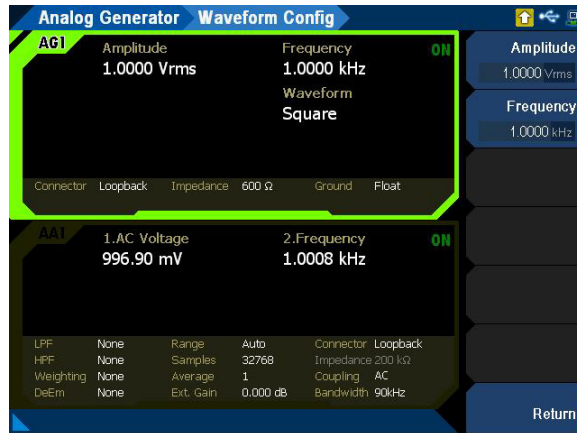 Analog Generator Waveform Config
AG1
Amplitude Frequency ON
1.0000 Vrms 1.0000 kHz
Waveform
Square
Connector Loopback Impedance 600 Ω Ground Float
AA1
1.AC Voltage 2.Frequency ON
996.90 mV 1.0008 kHz
LPF None Range Auto Connector Loopback
HPF None Samples 32768 Impedance 200 kΩ
Weighting None Average 1 Coupling AC
DeEm None Ext. Gain 0.000 dB Bandwidth 90kHz
Amplitude
1.0000 Vrms
Frequency
1.0000 kHz
Return